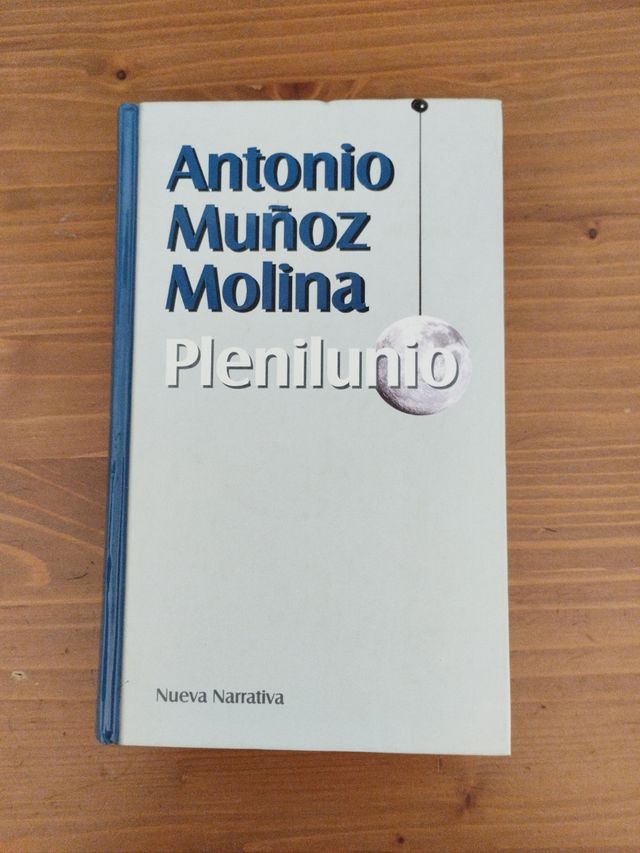 Antonio
Muñoz
Molina
Plenilunio
Nueva Narrativa